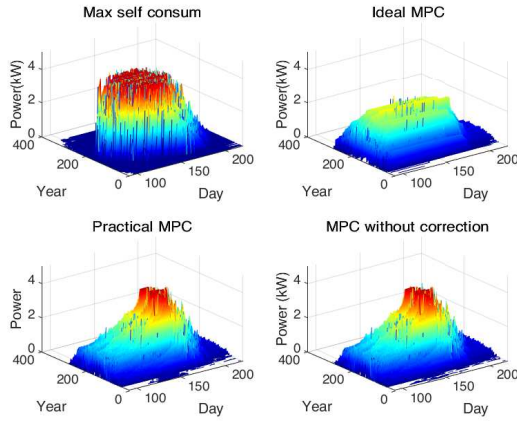 Max self consum
Ideal MPC
Power(kW)
4
2
0
400
200
0
Year
100
150
200
Day
Power(kW)
4
2
0
400
200
0
Year
100
150
200
Day
Practical MPC
MPC without correction
Power
4
2
0
400
200
0
Year
100
150
200
Day
Power (kW)
4
2
0
400
200
0
Year
100
150
200
Day